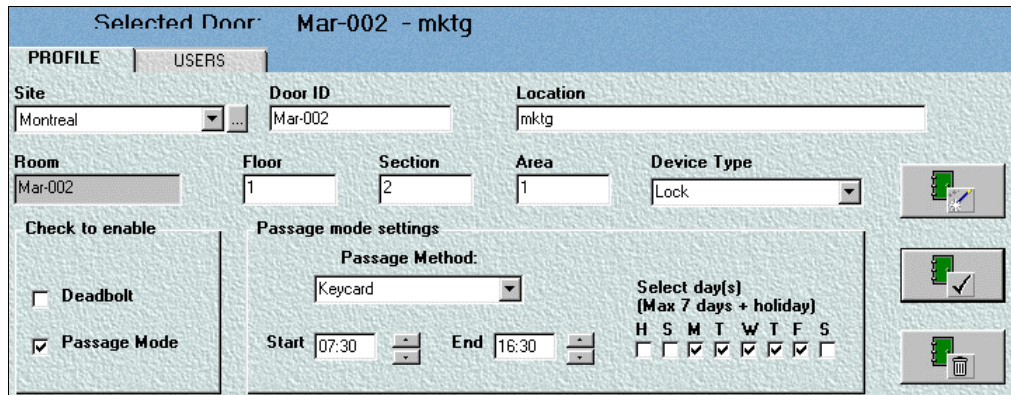 Selected Door: Mar-002 - mktg
PROFILE USERS
Site Door ID Location
Montreal ... Mar-002 mktg
Room Floor Section Area Device Type
Mar-002 1 2 1 Lock
Check to enable Passage mode settings
Passage Method:
Keycard
Select day(s)
Deadbolt
(Max 7 days + holiday)
H S M T W T F S
Passage Mode Start 07:30 End 16:30